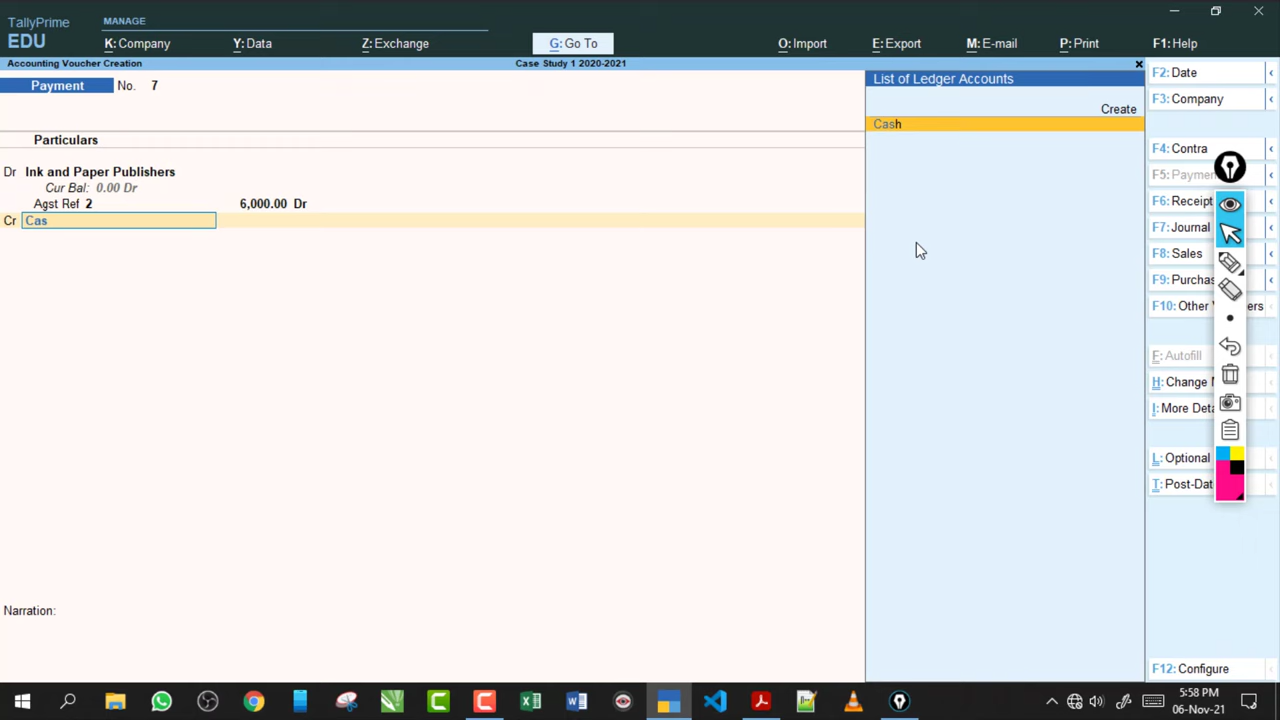 TallyPrime
EDU
MANAGE
K: Company
Y: Data
Z: Exchange
G: Go To
O: Import
E: Export
M: E-mail
P: Print
F1: Help
Accounting Voucher Creation
Case Study 1 2020-2021
Payment No. 7
Particulars
Dr Ink and Paper Publishers
Cur Bal: 0.00 Dr
Agst Ref 2 6,000.00 Dr
Cr Cas
Narration:
List of Ledger Accounts
Create
Cash
F2: Date
F3: Company
F4: Contra
F5: Paymen
F6: Receipt
F7: Journal
F8: Sales
F9: Purchas
F10: Other V ers
F: Autofill
H: Change M
I: More Deta
L: Optional
T: Post-Dat
F12: Configure
5:58 PM
06-Nov-21